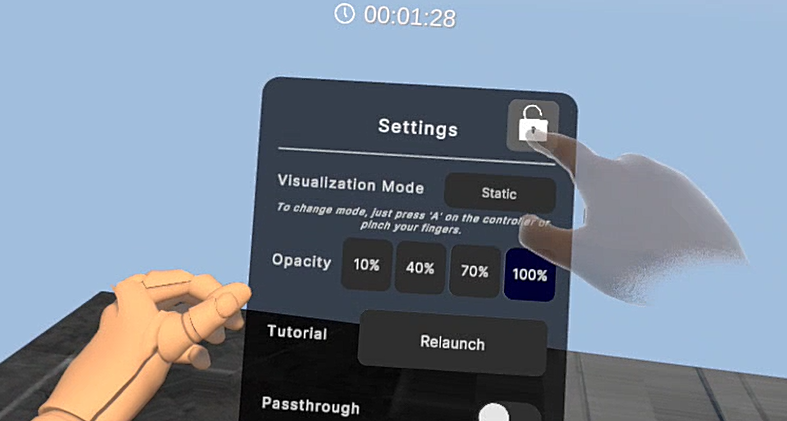 00:01:28
Settings
Visualization Mode
Static
To change mode, just press 'A' on the controller or
pinch your fingers.
Opacity
10%
40%
70%
100%
Tutorial
Relaunch
Passthrough